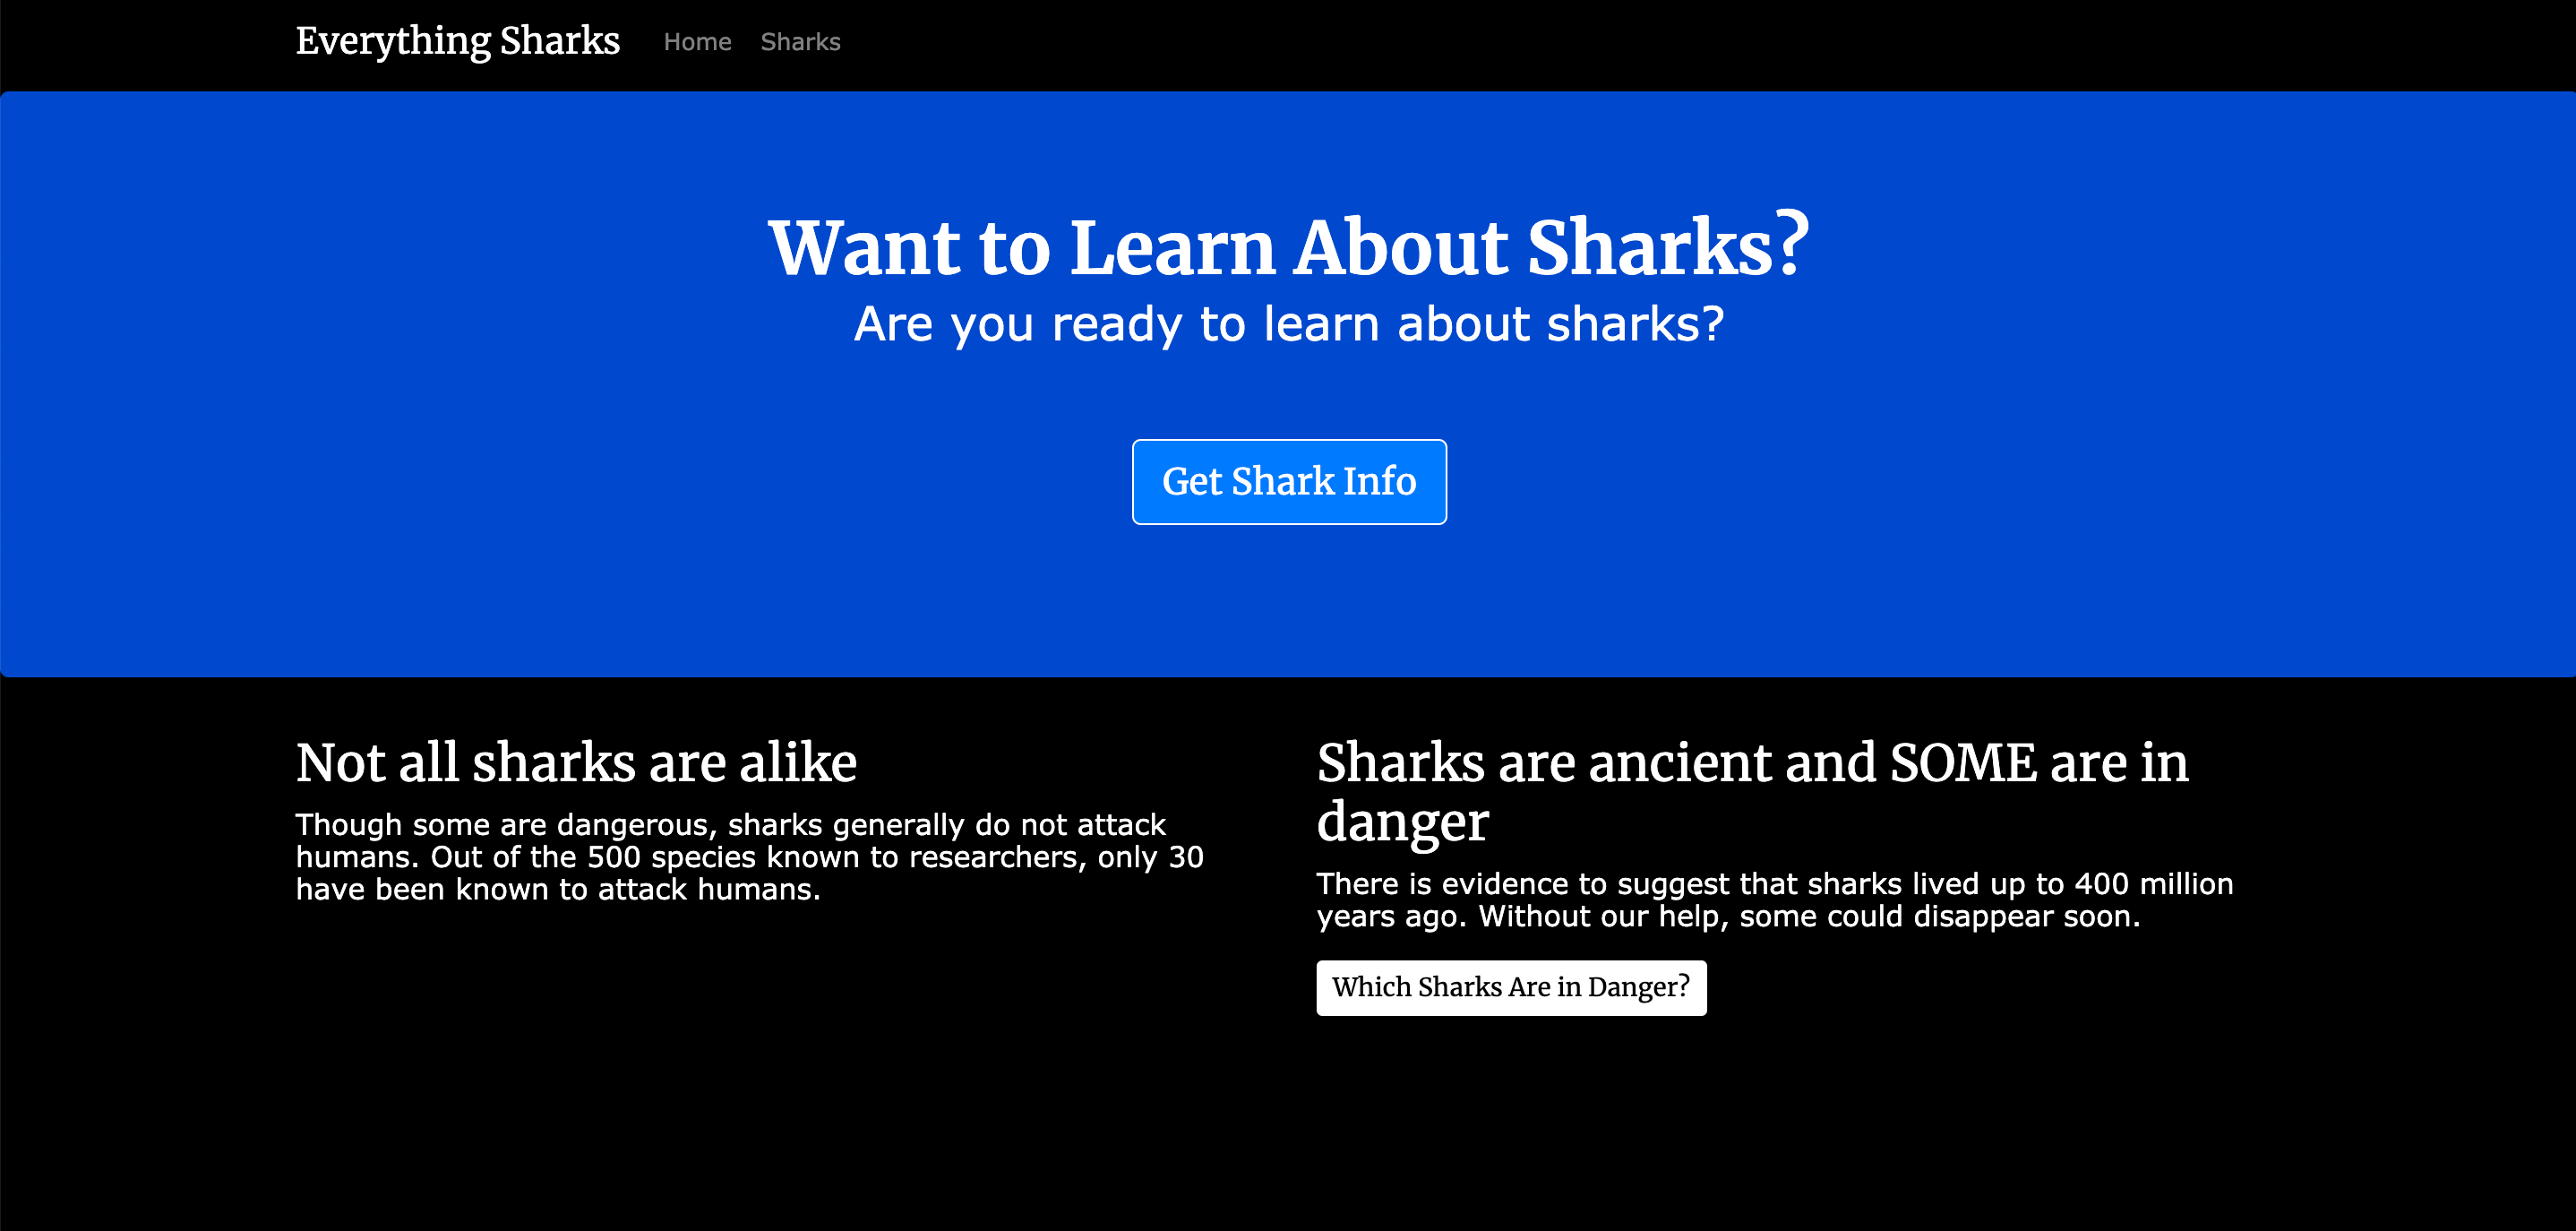 Everything Sharks Home Sharks
Want to Learn About Sharks?
Are you ready to learn about sharks?
Get Shark Info
Not all sharks are alike
Though some are dangerous, sharks generally do not attack
humans. Out of the 500 species known to researchers, only 30
have been known to attack humans.
Sharks are ancient and SOME are in
danger
There is evidence to suggest that sharks lived up to 400 million
years ago. Without our help, some could disappear soon.
Which Sharks Are in Danger?